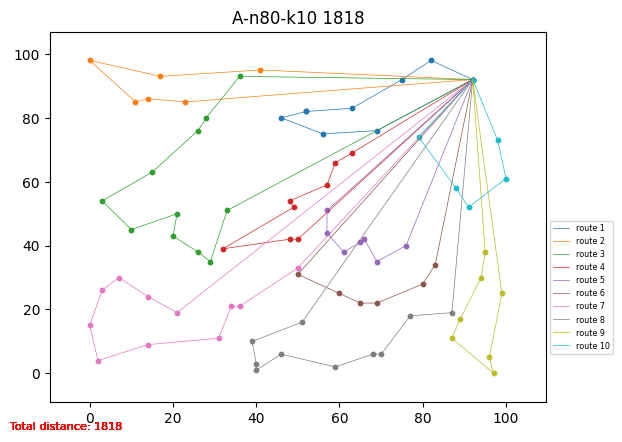 A-n80-k10 1818
100
80
60
40
20
0
0 20 40 60 80 100
route 1
route 2
route 3
route 4
route 5
route 6
route 7
route 8
route 9
route 10
Total distance: 1818